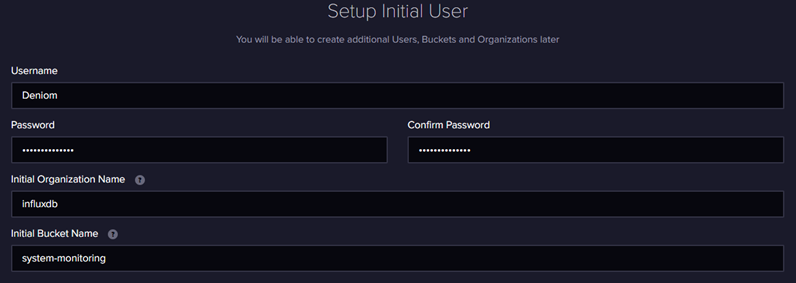 Setup Initial User
You will be able to create additional Users, Buckets and Organizations later
Username
Deniom
Password Confirm Password
•••••••••••••• ••••••••••••••
Initial Organization Name ?
influxdb
Initial Bucket Name ?
system-monitoring